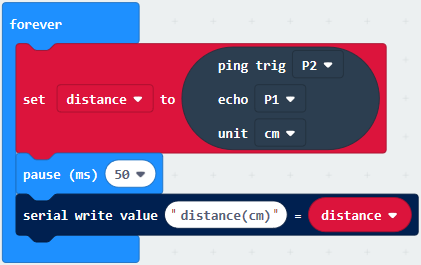 forever
ping trig P2
set distance to
echo P1
unit cm
pause (ms) 50
serial write value "distance(cm)" = distance